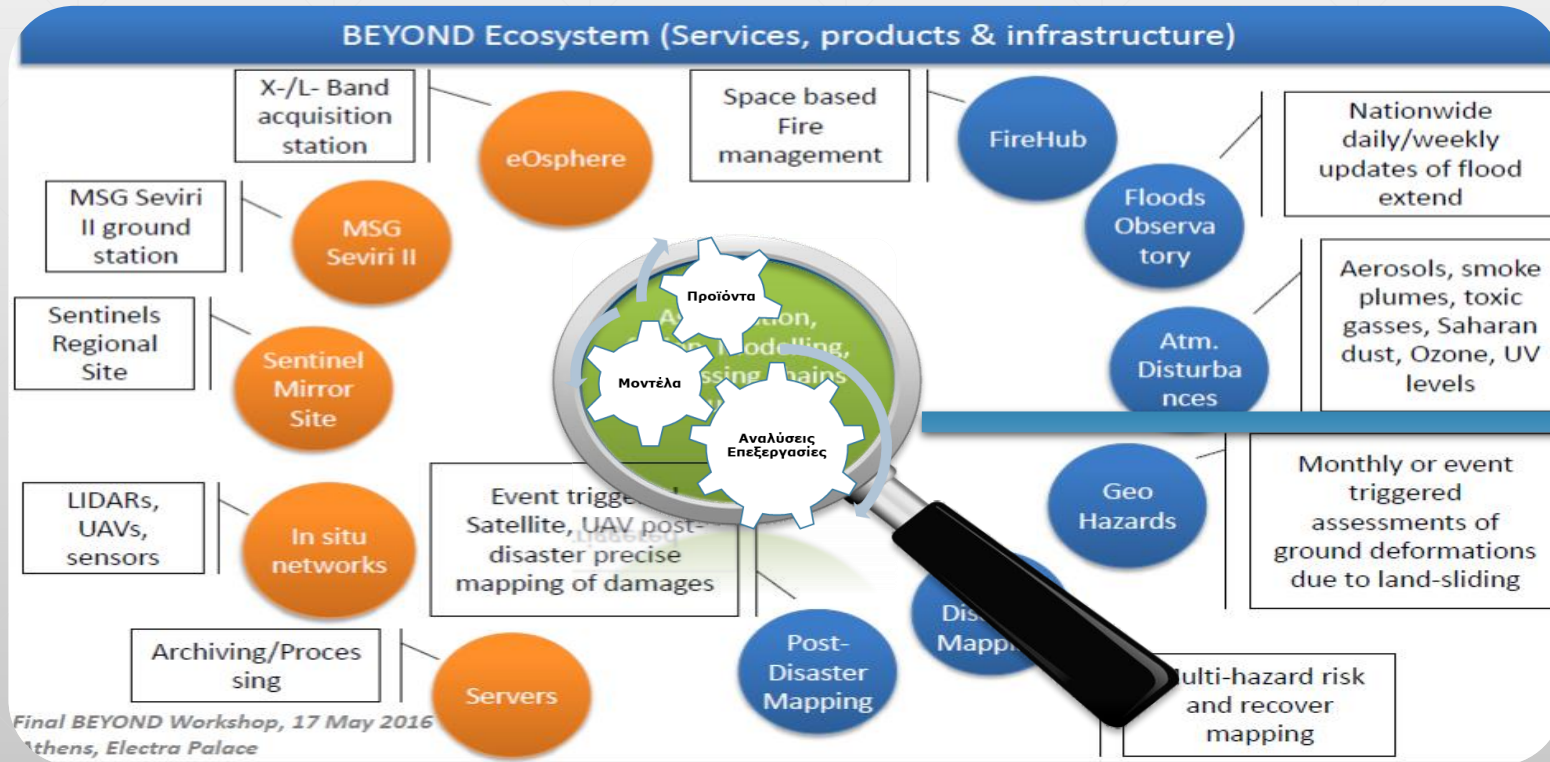 BEYOND Ecosystem (Services, products & infrastructure)
X-/L- Band
acquisition
station
eOsphere
MSG Seviri
II ground
station
MSG
Seviri II
Sentinels
Regional
Site
Sentinel
Mirror
Site
LIDARs,
UAVs,
sensors
In situ
networks
Archiving/Proces
sing
Servers
Final BEYOND Workshop, 17 May 2016
Athens, Electra Palace
Προϊόντα
Μοντέλα
Modelling,
Αναλύσεις
Επεξεργασίες
Space based
Fire
management
FireHub
Nationwide
daily/weekly
updates of flood
extend
Floods
Observa
tory
Aerosols, smoke
plumes, toxic
gasses, Saharan
dust, Ozone, UV
levels
Atm.
Disturba
nces
Monthly or event
triggered
assessments of
ground deformations
due to land-sliding
Geo
Hazards
Event
Satellite, UAV post-
disaster precise
mapping of damages
Post-
Disaster
Mapping
risk
and recover
mapping